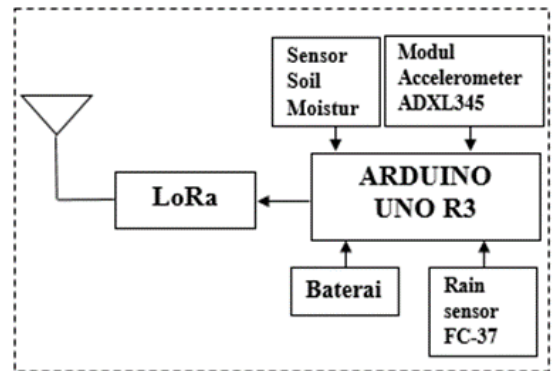 Sensor
Soil
Moistur
Modul
Accelerometer
ADXL345
LoRa
ARDUINO
UNO R3
Baterai
Rain
sensor
FC-37